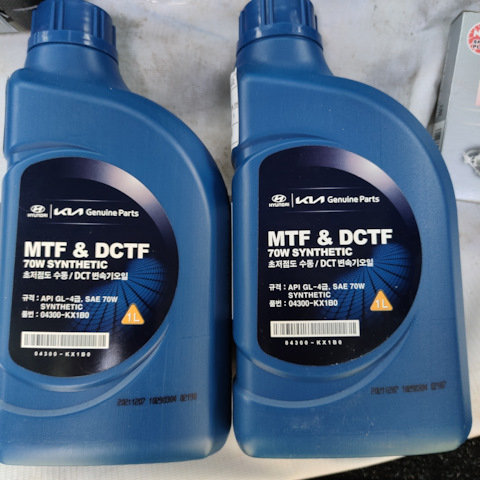 HYUNDAI KIA Genuine Parts
MTF & DCTF
70W SYNTHETIC
초저점도 수동 / DCT 변속기오일
규격 : API GL-4급, SAE 70W
SYNTHETIC
품번 : 04300-KX1B0
1L
04300-KX1B0
HYUNDAI KIA Genuine Parts
MTF & DCTF
70W SYNTHETIC
초저점도 수동 / DCT 변속기오일
규격 : API GL-4급, SAE 70W
SYNTHETIC
품번 : 04300-KX1B0
1L
04300-KX1B0